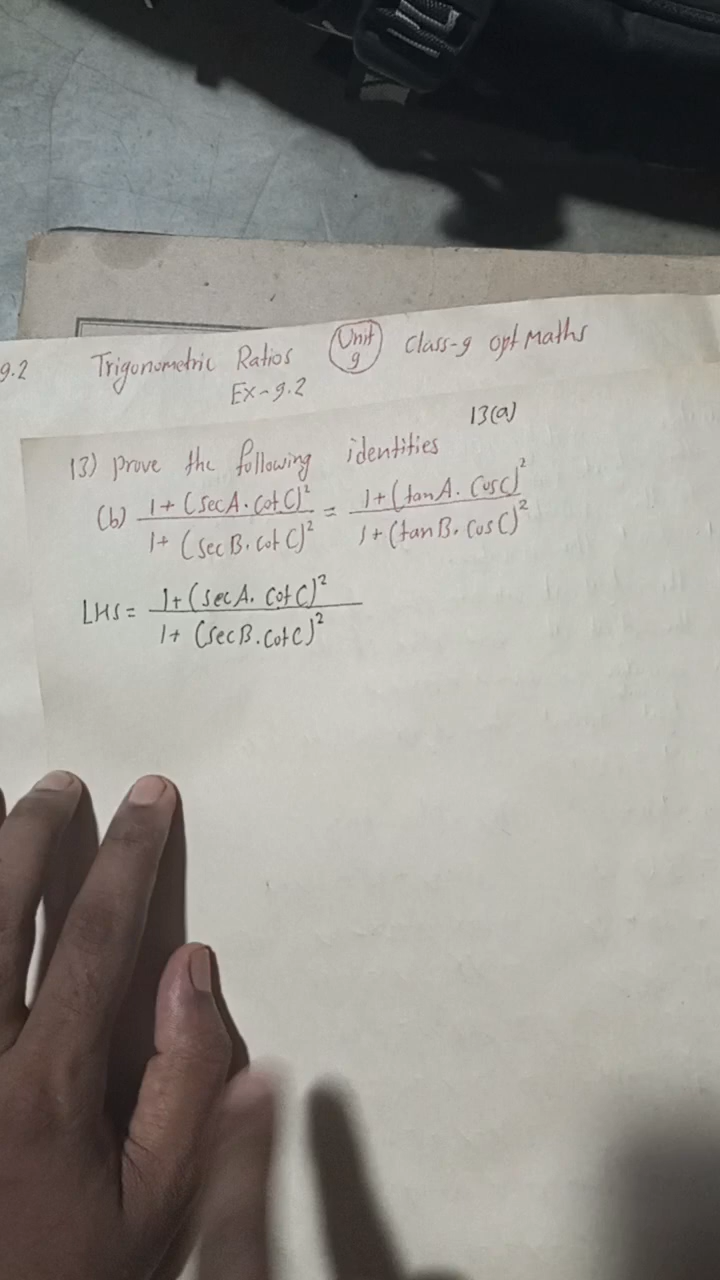 9.2 Trigonometric Ratios Unit 9 Class-9 Opt Maths
Ex-9.2
13(a)
13) prove the following identities
(b) 1+(secA.cotC)²/1+(secB.cotC)² = 1+(tanA.CosC)²/1+(tanB.CosC)²
LHS= 1+(secA.CotC)²/1+(secB.CotC)²